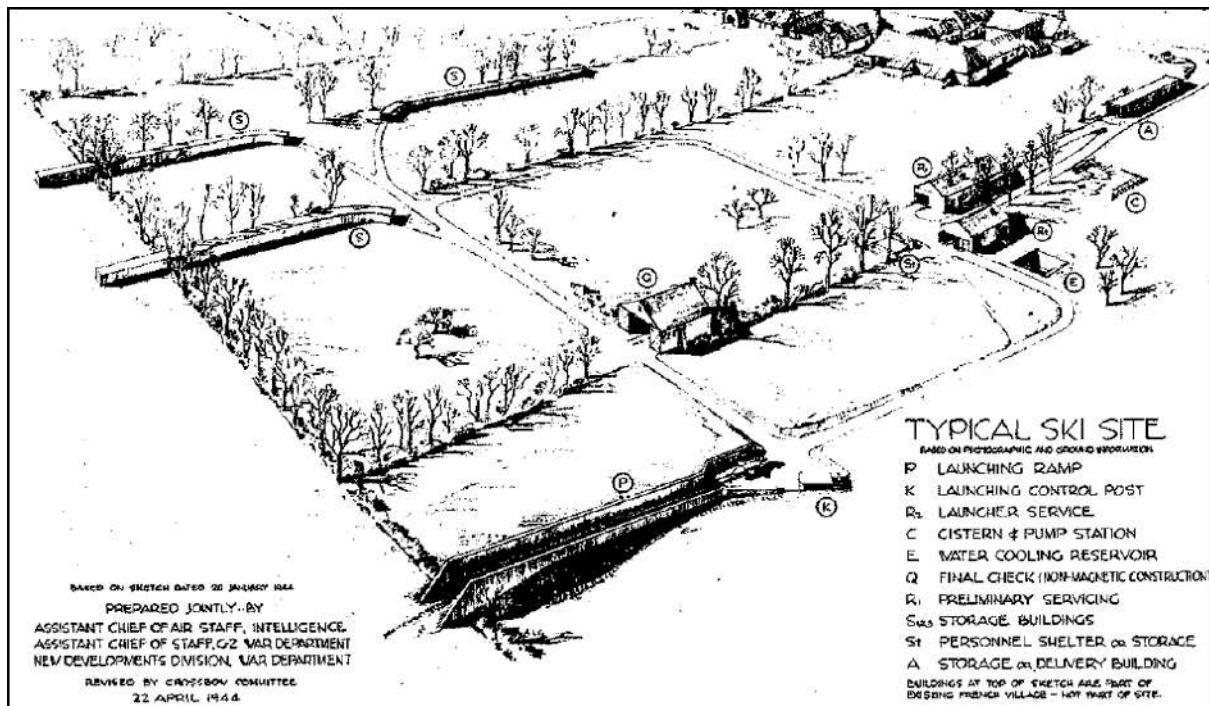 S
S
S
A
R₂
C
R₁
St
Q
E
P
K
TYPICAL SKI SITE
BASED ON PHOTOGRAPHIC AND GROUND INFORMATION
P LAUNCHING RAMP
K LAUNCHING CONTROL POST
R₂ LAUNCHER SERVICE
C CISTERN & PUMP STATION
E WATER COOLING RESERVOIR
Q FINAL CHECK (NON-MAGNETIC CONSTRUCTION)
R₁ PRELIMINARY SERVICING
STORAGE BUILDINGS
St PERSONNEL SHELTER OR STORAGE
A STORAGE OR DELIVERY BUILDING
BUILDINGS AT TOP OF SKETCH ARE PART OF
EXISTING FRENCH VILLAGE – NOT PART OF SITE.
BASED ON SKETCH DATED 28 JANUARY 1944
PREPARED JOINTLY BY
ASSISTANT CHIEF OF AIR STAFF, INTELLIGENCE
ASSISTANT CHIEF OF STAFF, G2 WAR DEPARTMENT
NEW DEVELOPMENTS DIVISION, WAR DEPARTMENT
REVISED BY CROSSBOW COMMITTEE
22 APRIL 1944